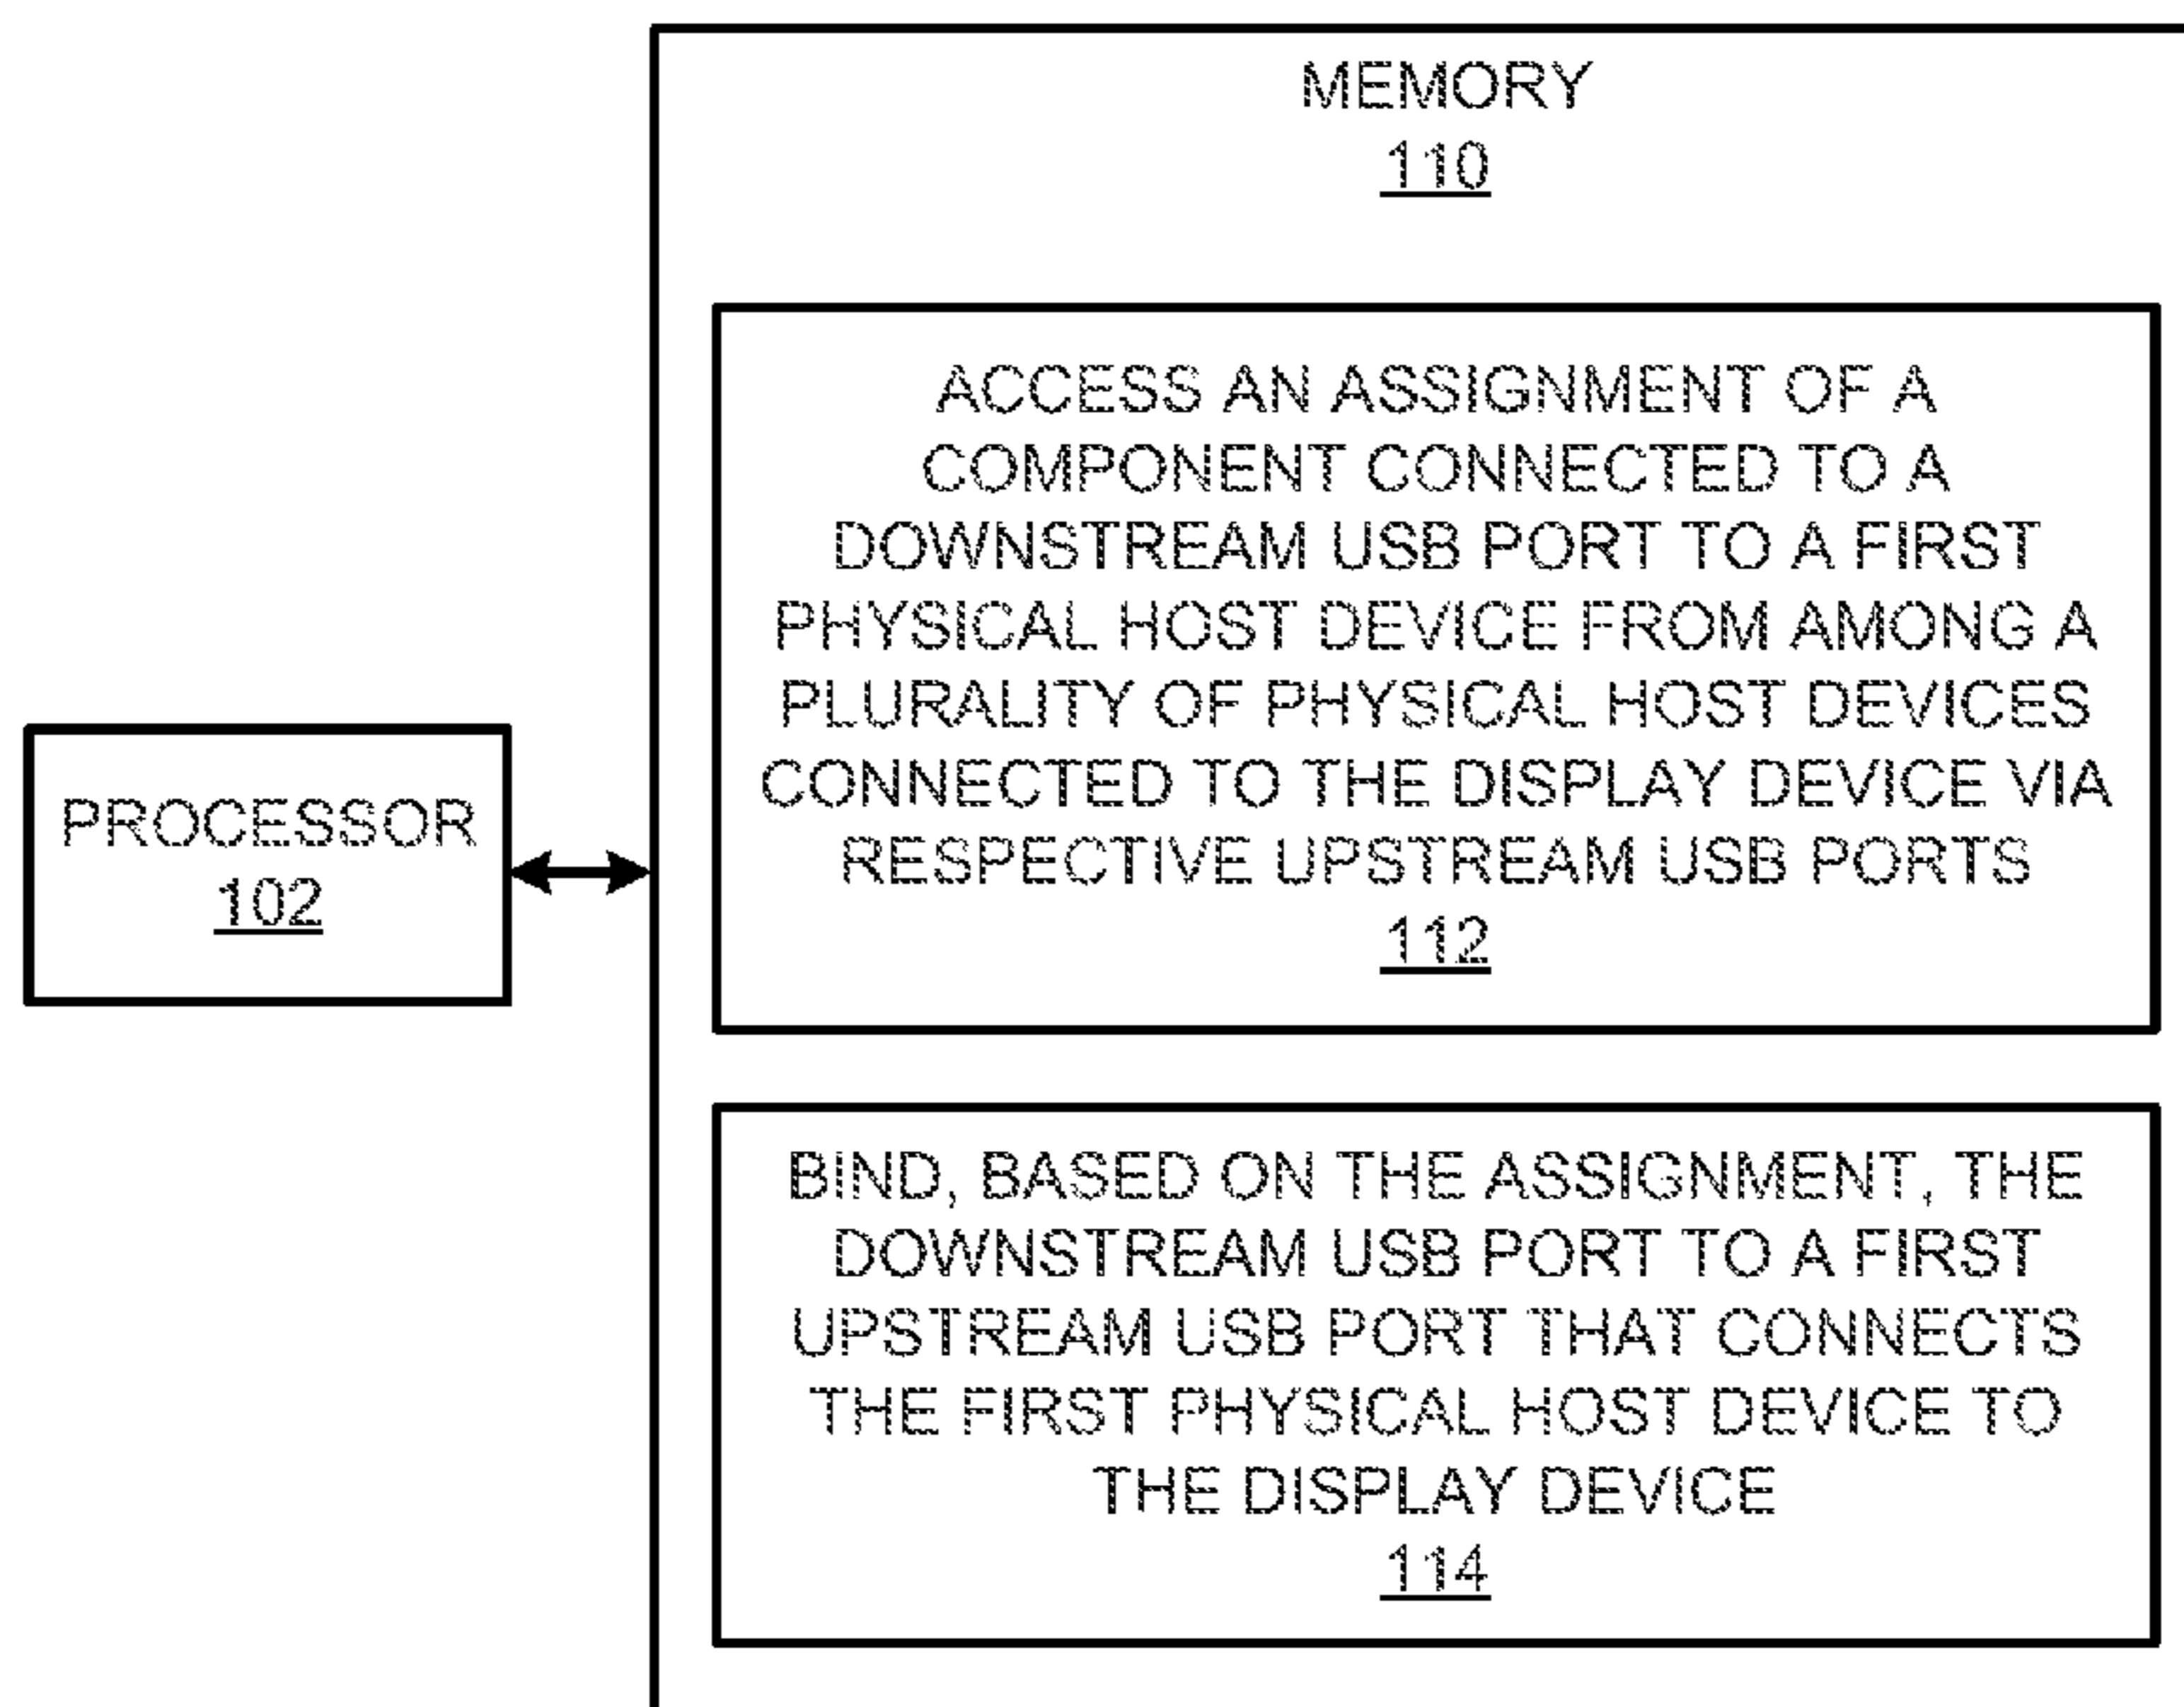 MEMORY
110
ACCESS AN ASSIGNMENT OF A
COMPONENT CONNECTED TO A
DOWNSTREAM USB PORT TO A FIRST
PHYSICAL HOST DEVICE FROM AMONG A
PLURALITY OF PHYSICAL HOST DEVICES
CONNECTED TO THE DISPLAY DEVICE VIA
RESPECTIVE UPSTREAM USB PORTS
112
PROCESSOR
102
BIND, BASED ON THE ASSIGNMENT, THE
DOWNSTREAM USB PORT TO A FIRST
UPSTREAM USB PORT THAT CONNECTS
THE FIRST PHYSICAL HOST DEVICE TO
THE DISPLAY DEVICE
114